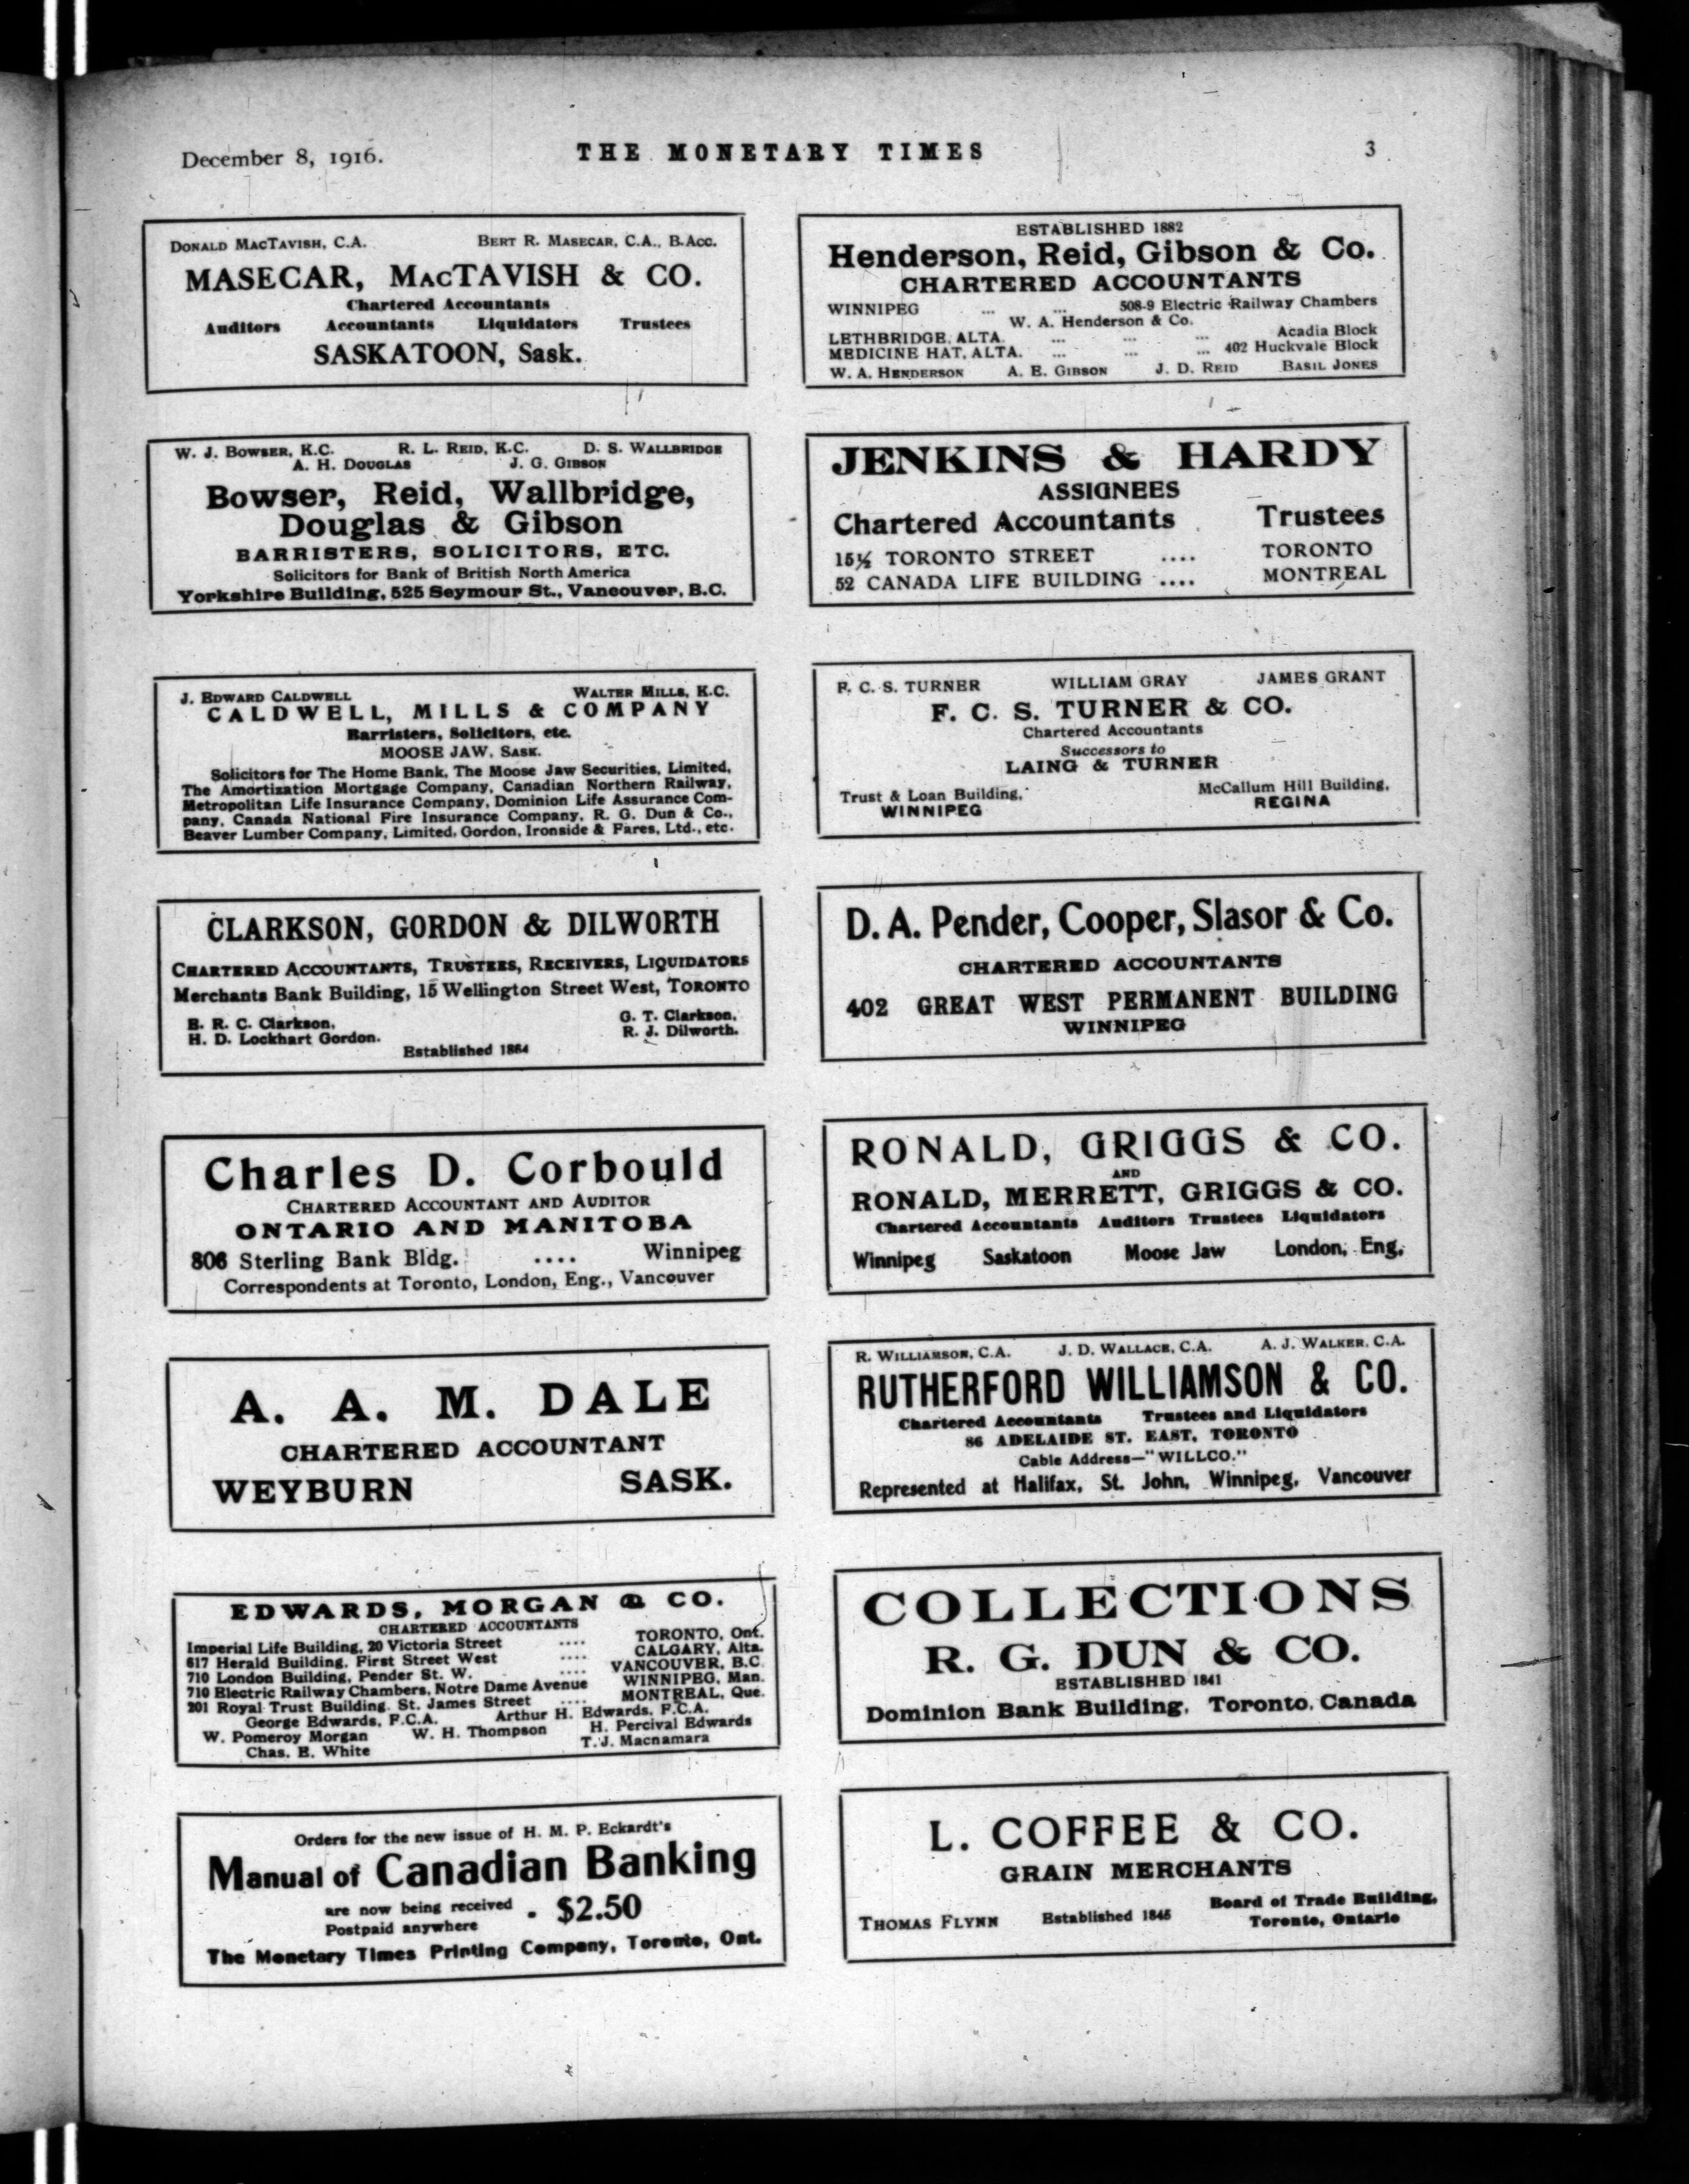 December 8, 1916.
THE MONETARY TIMES
3
DONALD MACTAVISH, C.A. BERT R. MASECAR, C.A., B.ACC.
MASECAR, MACTAVISH & CO.
Chartered Accountants
Auditors Accountants Liquidators Trustees
SASKATOON, Sask.
W. J. BOWSER, K.C. R. L. REID, K.C. D. S. WALLBRIDGE
A. H. DOUGLAS J. G. GIBSON
Bowser, Reid, Wallbridge,
Douglas & Gibson
BARRISTERS, SOLICITORS, ETC.
Solicitors for Bank of British North America
Yorkshire Building, 525 Seymour St., Vancouver, B.C.
J. EDWARD CALDWELL WALTER MILLS, K.C.
CALDWELL, MILLS & COMPANY
Barristers, Solicitors, etc.
MOOSE JAW, SASK.
Solicitors for The Home Bank, The Moose Jaw Securities, Limited,
The Amortization Mortgage Company, Canadian Northern Railway,
Metropolitan Life Insurance Company, Dominion Life Assurance Com-
pany, Canada National Fire Insurance Company, R. G. Dun & Co.,
Beaver Lumber Company, Limited, Gordon, Ironside & Fares, Ltd., etc.
CLARKSON, GORDON & DILWORTH
CHARTERED ACCOUNTANTS, TRUSTEES, RECEIVERS, LIQUIDATORS
Merchants Bank Building, 15 Wellington Street West, TORONTO
E. R. C. Clarkson, G. T. Clarkson,
H. D. Lockhart Gordon. R. J. Dilworth.
Established 1864
Charles D. Corbould
CHARTERED ACCOUNTANT AND AUDITOR
ONTARIO AND MANITOBA
806 Sterling Bank Bldg. .... Winnipeg
Correspondents at Toronto, London, Eng., Vancouver
A. A. M. DALE
CHARTERED ACCOUNTANT
WEYBURN SASK.
EDWARDS, MORGAN & CO.
CHARTERED ACCOUNTANTS
Imperial Life Building, 20 Victoria Street .... TORONTO, Ont.
617 Herald Building, First Street West .... CALGARY, Alta.
710 London Building, Pender St. W. .... VANCOUVER, B.C.
710 Electric Railway Chambers, Notre Dame Avenue WINNIPEG, Man.
201 Royal Trust Building, St. James Street .... MONTREAL, Que.
George Edwards, F.C.A. Arthur H. Edwards, F.C.A.
W. Pomeroy Morgan W. H. Thompson H. Percival Edwards
Chas. E. White T. J. Macnamara
Orders for the new issue of H. M. P. Eckardt's
Manual of Canadian Banking
are now being received
Postpaid anywhere - $2.50
The Monetary Times Printing Company, Toronto, Ont.
ESTABLISHED 1882
Henderson, Reid, Gibson & Co.
CHARTERED ACCOUNTANTS
WINNIPEG ... ... 508-9 Electric Railway Chambers
W. A. Henderson & Co.
LETHBRIDGE, ALTA. ... ... ... Acadia Block
MEDICINE HAT, ALTA. ... ... ... 402 Huckvale Block
W. A. HENDERSON A. E. GIBSON J. D. REID BASIL JONES
JENKINS & HARDY
ASSIGNEES
Chartered Accountants Trustees
15½ TORONTO STREET .... TORONTO
52 CANADA LIFE BUILDING .... MONTREAL
F. C. S. TURNER WILLIAM GRAY JAMES GRANT
F. C. S. TURNER & CO.
Chartered Accountants
Successors to
LAING & TURNER
Trust & Loan Building, McCallum Hill Building,
WINNIPEG REGINA
D. A. Pender, Cooper, Slasor & Co.
CHARTERED ACCOUNTANTS
402 GREAT WEST PERMANENT BUILDING
WINNIPEG
RONALD, GRIGGS & CO.
AND
RONALD, MERRETT, GRIGGS & CO.
Chartered Accountants Auditors Trustees Liquidators
Winnipeg Saskatoon Moose Jaw London, Eng.
R. WILLIAMSON, C.A. J. D. WALLACE, C.A. A. J. WALKER, C.A.
RUTHERFORD WILLIAMSON & CO.
Chartered Accountants Trustees and Liquidators
86 ADELAIDE ST. EAST, TORONTO
Cable Address—"WILLCO."
Represented at Halifax, St. John, Winnipeg, Vancouver
COLLECTIONS
R. G. DUN & CO.
ESTABLISHED 1841
Dominion Bank Building, Toronto, Canada
L. COFFEE & CO.
GRAIN MERCHANTS
THOMAS FLYNN Established 1845 Board of Trade Building,
Toronto, Ontario